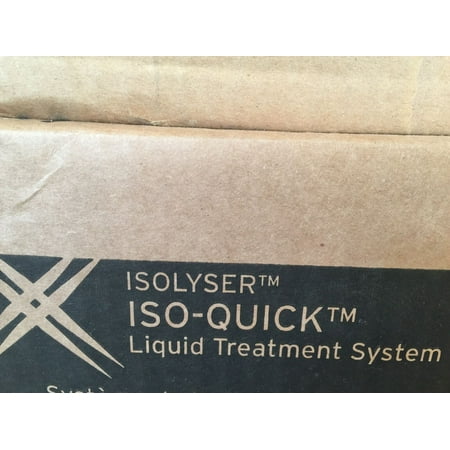 ISOLYSER™
ISO-QUICK™
Liquid Treatment System